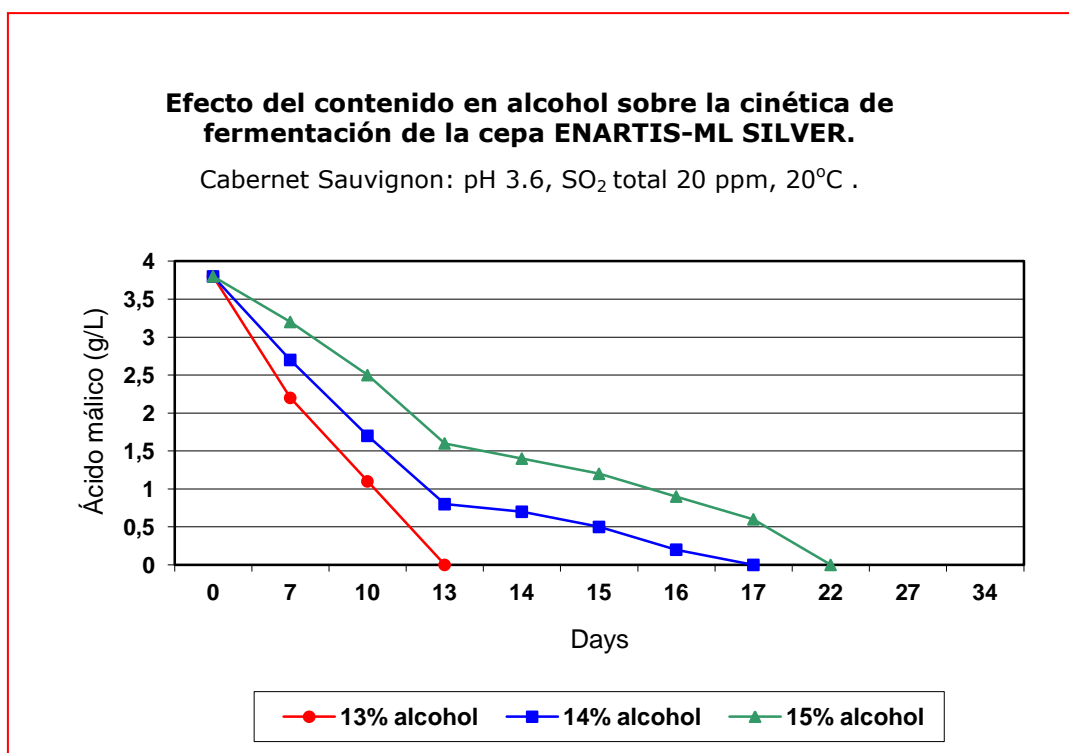 Efecto del contenido en alcohol sobre la cinética de
fermentación de la cepa ENARTIS-ML SILVER.
Cabernet Sauvignon: pH 3.6, SO₂ total 20 ppm, 20°C .
Ácido málico (g/L)
4
3,5
3
2,5
2
1,5
1
0,5
0
0 7 10 13 14 15 16 17 22 27 34
Days
13% alcohol 14% alcohol 15% alcohol